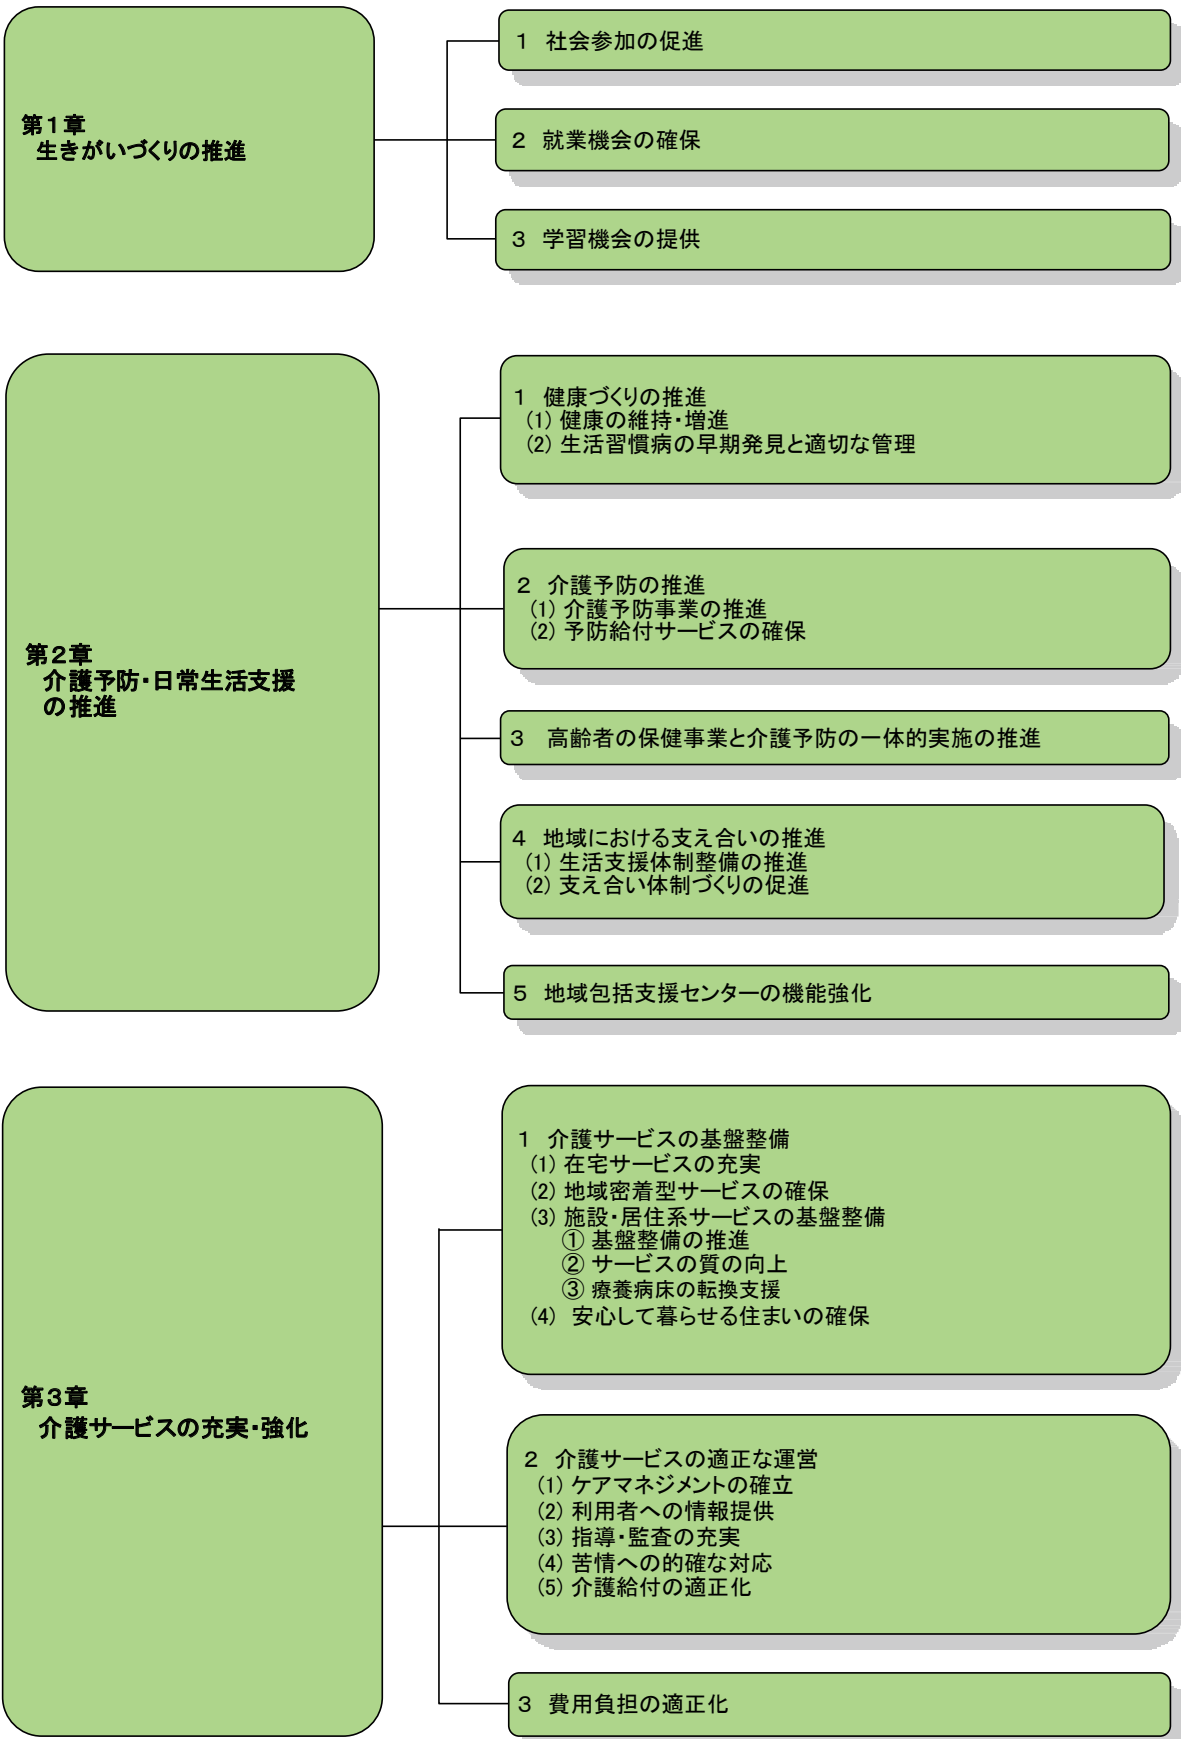 第１章
生きがいづくりの推進
１ 社会参加の促進
２ 就業機会の確保
３ 学習機会の提供
第２章
介護予防・日常生活支援
の推進
１ 健康づくりの推進
(1) 健康の維持・増進
(2) 生活習慣病の早期発見と適切な管理
２ 介護予防の推進
(1) 介護予防事業の推進
(2) 予防給付サービスの確保
３ 高齢者の保健事業と介護予防の一体的実施の推進
４ 地域における支え合いの推進
(1) 生活支援体制整備の推進
(2) 支え合い体制づくりの促進
５ 地域包括支援センターの機能強化
第３章
介護サービスの充実・強化
１ 介護サービスの基盤整備
(1) 在宅サービスの充実
(2) 地域密着型サービスの確保
(3) 施設・居住系サービスの基盤整備
① 基盤整備の推進
② サービスの質の向上
③ 療養病床の転換支援
(4) 安心して暮らせる住まいの確保
２ 介護サービスの適正な運営
(1) ケアマネジメントの確立
(2) 利用者への情報提供
(3) 指導・監査の充実
(4) 苦情への的確な対応
(5) 介護給付の適正化
３ 費用負担の適正化